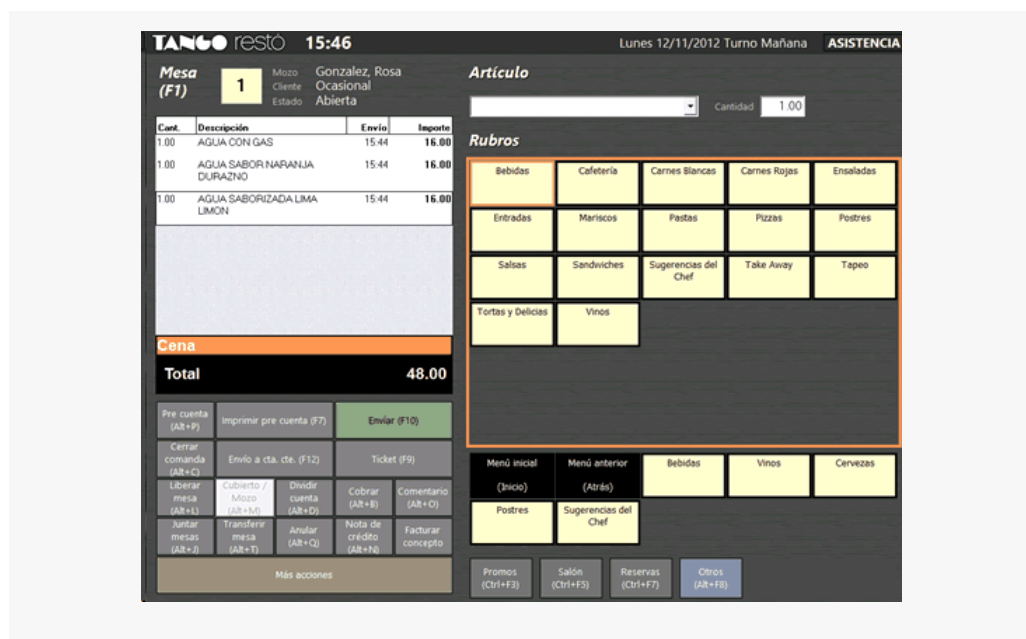 TANGO restó 15:46 Lunes 12/11/2012 Turno Mañana ASISTENCIA
Mesa (F1) 1
Mozo Gonzalez, Rosa
Cliente Ocasional
Estado Abierta
Cant. Descripción Envío Importe
1.00 AGUA CON GAS 15:44 16.00
1.00 AGUA SABOR NARANJA 15:44 16.00
DURAZNO
1.00 AGUA SABORIZADA LIMA 15:44 16.00
LIMON
Cena
Total 48.00
Pre cuenta
(Alt+P)
Imprimir pre cuenta (F7)
Envíar (F10)
Cerrar
comanda
(Alt+C)
Envío a cta. cte. (F12)
Ticket (F9)
Liberar
mesa
(Alt+L)
Cubierto /
Mozo
(Alt+M)
Dividir
cuenta
(Alt+D)
Cobrar
(Alt+B)
Comentario
(Alt+O)
Juntar
mesas
(Alt+J)
Transferir
mesa
(Alt+T)
Anular
(Alt+Q)
Nota de
crédito
(Alt+N)
Facturar
concepto
Más acciones
Artículo
Cantidad 1.00
Rubros
Bebidas
Cafetería
Carnes Blancas
Carnes Rojas
Ensaladas
Entradas
Mariscos
Pastas
Pizzas
Postres
Salsas
Sandwiches
Sugerencias del
Chef
Take Away
Tapeo
Tortas y Delicias
Vinos
Menú inicial
(Inicio)
Menú anterior
(Atrás)
Bebidas
Vinos
Cervezas
Postres
Sugerencias del
Chef
Promos
(Ctrl+F3)
Salón
(Ctrl+F5)
Reservas
(Ctrl+F7)
Otros
(Alt+F8)